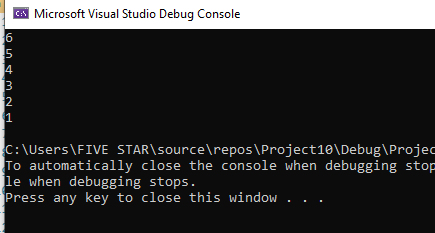 Microsoft Visual Studio Debug Console
6
5
4
3
2
1
C:\Users\FIVE STAR\source\repos\Project10\Debug\Projec
To automatically close the console when debugging stop
le when debugging stops.
Press any key to close this window . . .